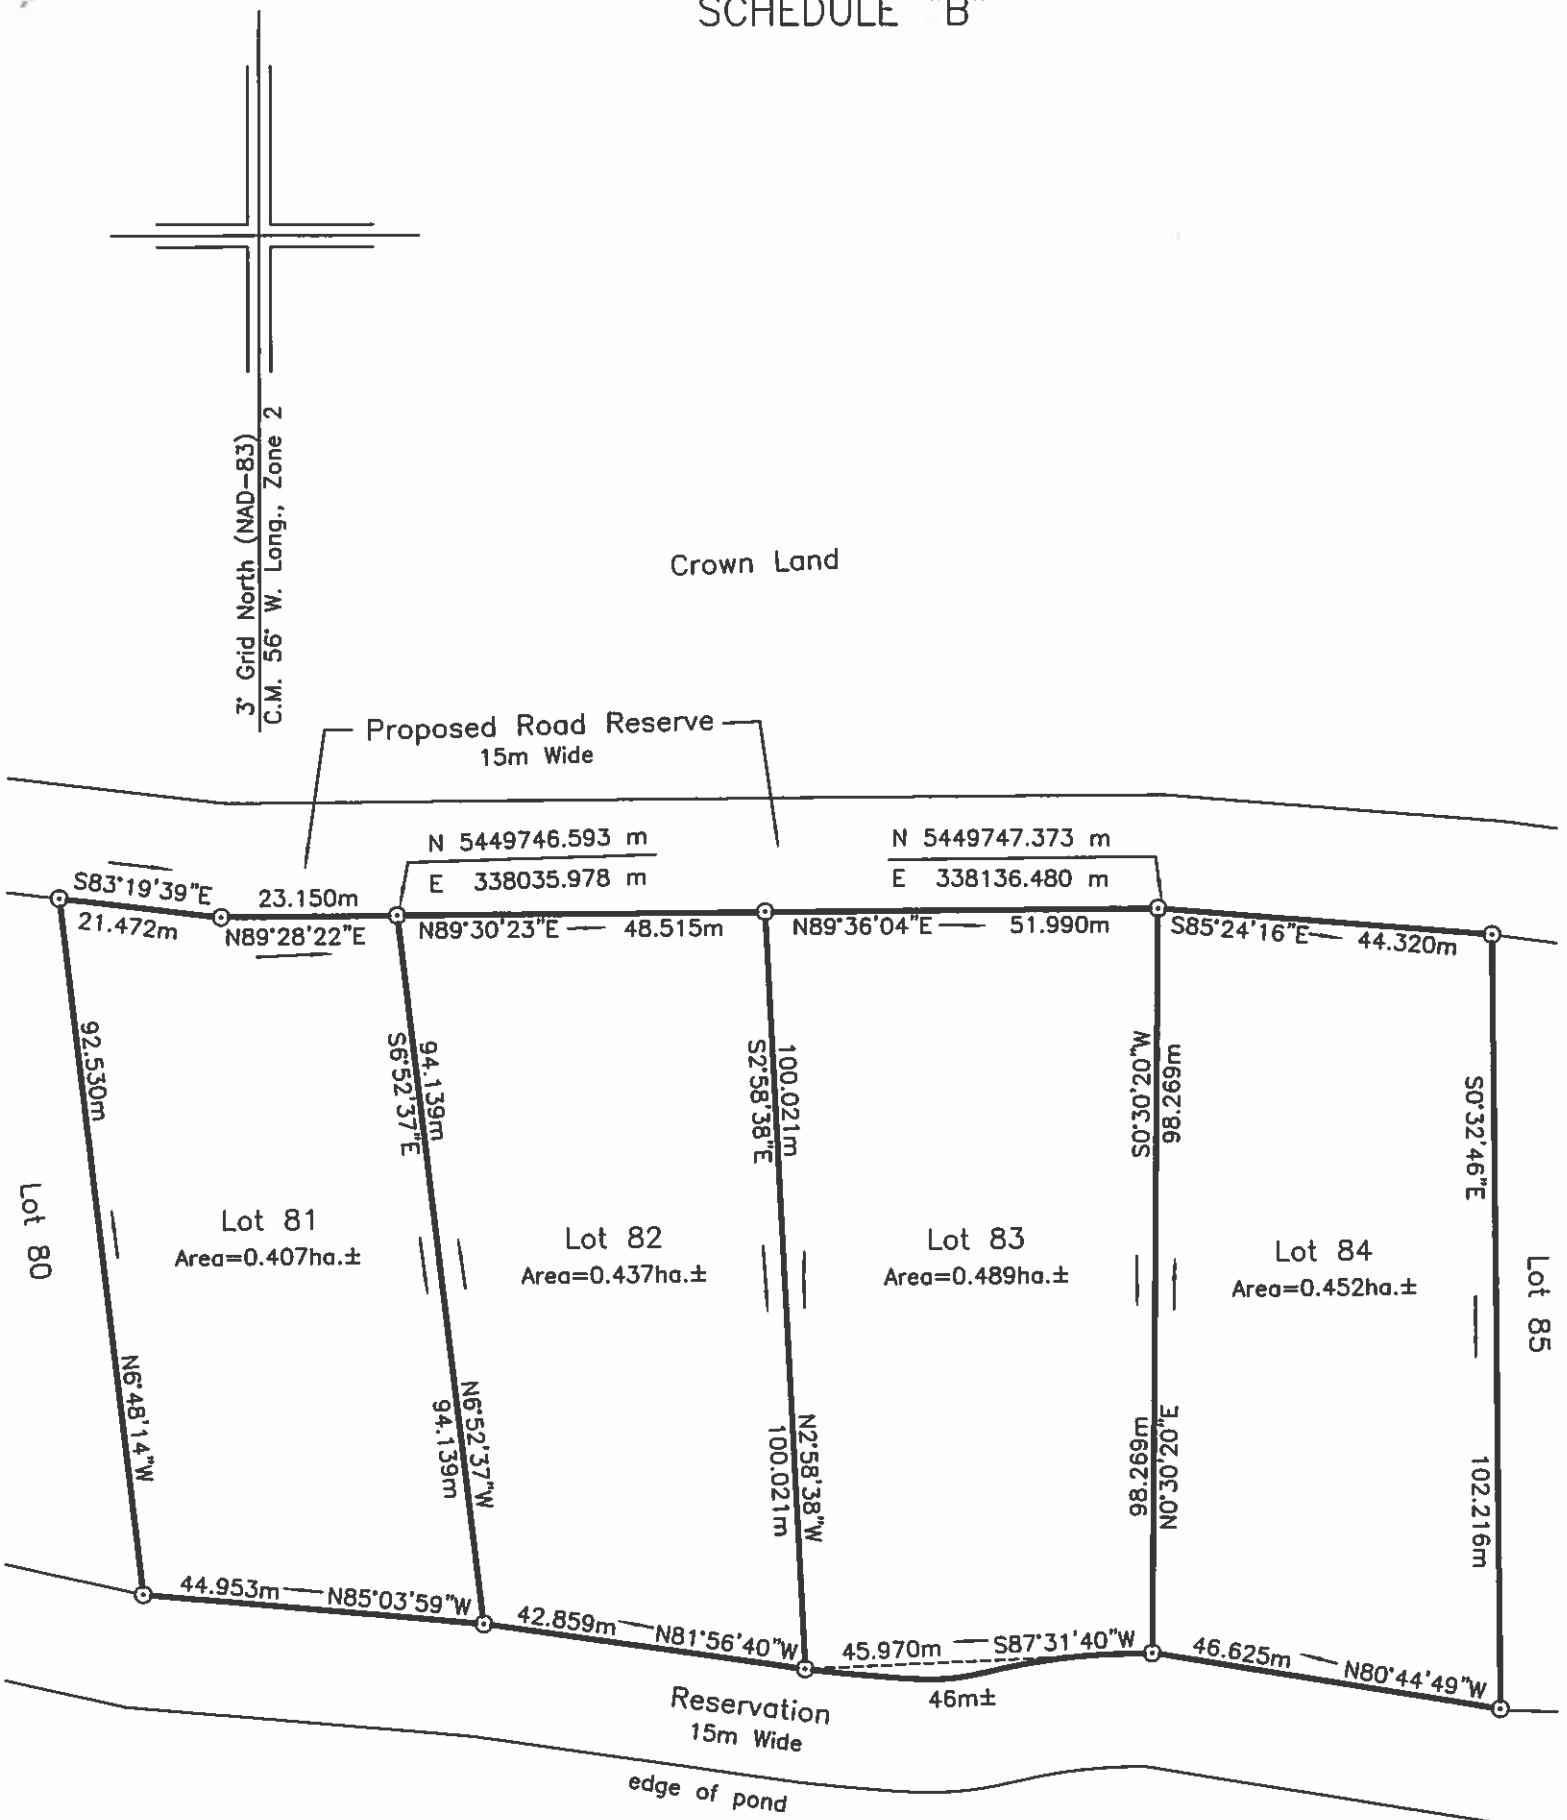 SCHEDULE "B"
3° Grid North (NAD-83)
C.M. 56° W. Long., Zone 2
Crown Land
Proposed Road Reserve
15m Wide
N 5449746.593 m
E 338035.978 m
N 5449747.373 m
E 338136.480 m
S83°19'39"E
21.472m
23.150m
N89°28'22"E
N89°30'23"E
48.515m
N89°36'04"E
51.990m
S85°24'16"E
44.320m
92.530m
N6°48'14"W
94.139m
S6°52'37"E
N6°52'37"W
94.139m
100.021m
S2°58'38"E
N2°58'38"W
100.021m
S0°30'20"W
98.269m
98.269m
N0°30'20"E
S0°32'46"E
102.216m
Lot 80
Lot 81
Area=0.407ha.±
Lot 82
Area=0.437ha.±
Lot 83
Area=0.489ha.±
Lot 84
Area=0.452ha.±
Lot 85
44.953m
N85°03'59"W
42.859m
N81°56'40"W
45.970m
S87°31'40"W
46m±
46.625m
N80°44'49"W
Reservation
15m Wide
edge of pond